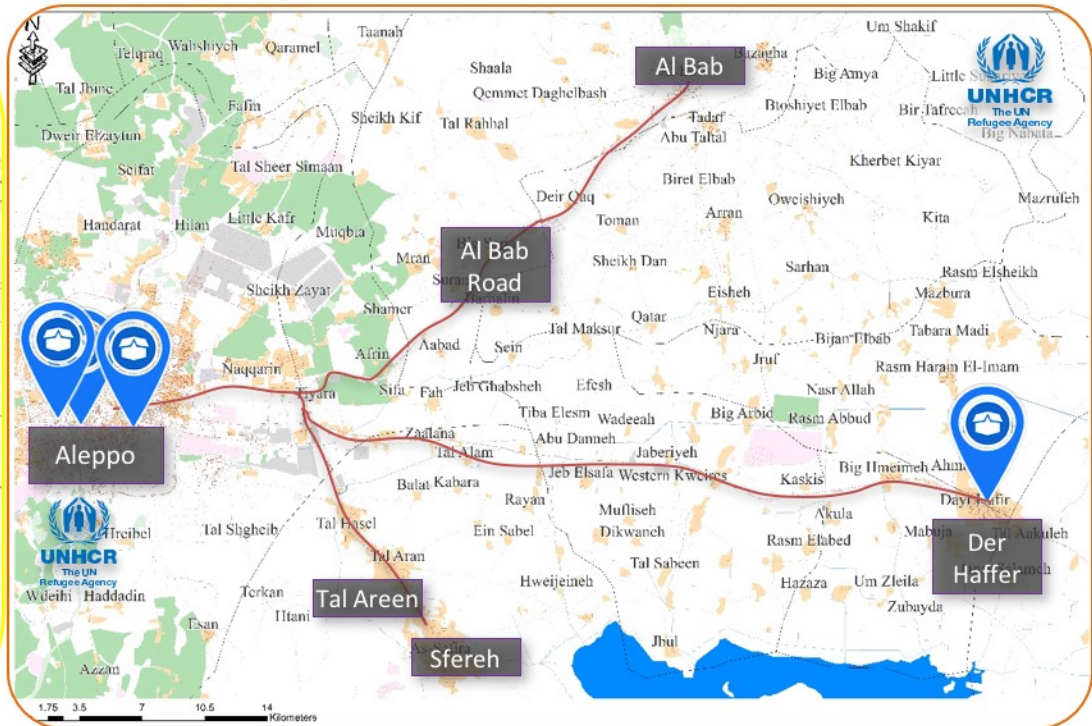 N
Taanah
Um Shakif
Telqraq
Wahshiyeh
Qaramel
Al Bab
Bazagha
Shaala
Big Amya
UNHCR
The UN
Refugee Agency
Tal Jbine
Qemmet Daghelbash
Fafin
Btoshiyet Elbab
Bir Tafreeah
Sheikh Kif
Tal Rahhal
Tadaf
Abu Taltal
Big Nabata
Dweir Elzaytun
Seifat
Tal Sheer Simaan
Kherbet Kiyar
Biret Elbab
Deir Qaq
Oweishiyeh
Mazrufeh
Handarat
Hilan
Little Kafr
Muqbia
Toman
Arran
Kita
Al Bab
Road
Mran
Sheikh Dan
Sarhan
Rasm Elsheikh
Sheikh Zayat
Eisheh
Mazbura
Shamer
Qatar
Tal Maksur
Njara
Bijan Elbab
Tabara Madi
Afrin
Aabad
Sein
Jruf
Rasm Haram El-Imam
Naqqarin
Tiyara
Sifa
Fah
Jeb Ghabsheh
Efesh
Nasr Allah
Tiba Elesm
Wadeeah
Big Arbid
Rasm Abbud
Aleppo
Zaalana
Abu Danneh
Tal Alam
Jaberiyeh
Big Hmeimeh
Balat
Kabara
Jeb Elsafa
Western Kweires
Kaskis
Rayan
Mufliseh
Akula
Tal Hasel
UNHCR
The UN
Refugee Agency
Hreibel
Tal Shgheib
Ein Sabel
Dikwaneh
Rasm Elabed
Mabuja
Der
Haffer
Tal Aran
Tal Sabeen
Wdeihi
Haddadin
Terkan
Tal Areen
Hweijeineh
Hazaza
Um Zleila
Htani
Zubayda
Esan
Sfereh
Jbul
Azzan
1.75 3.5 7 10.5 14
Kilometers